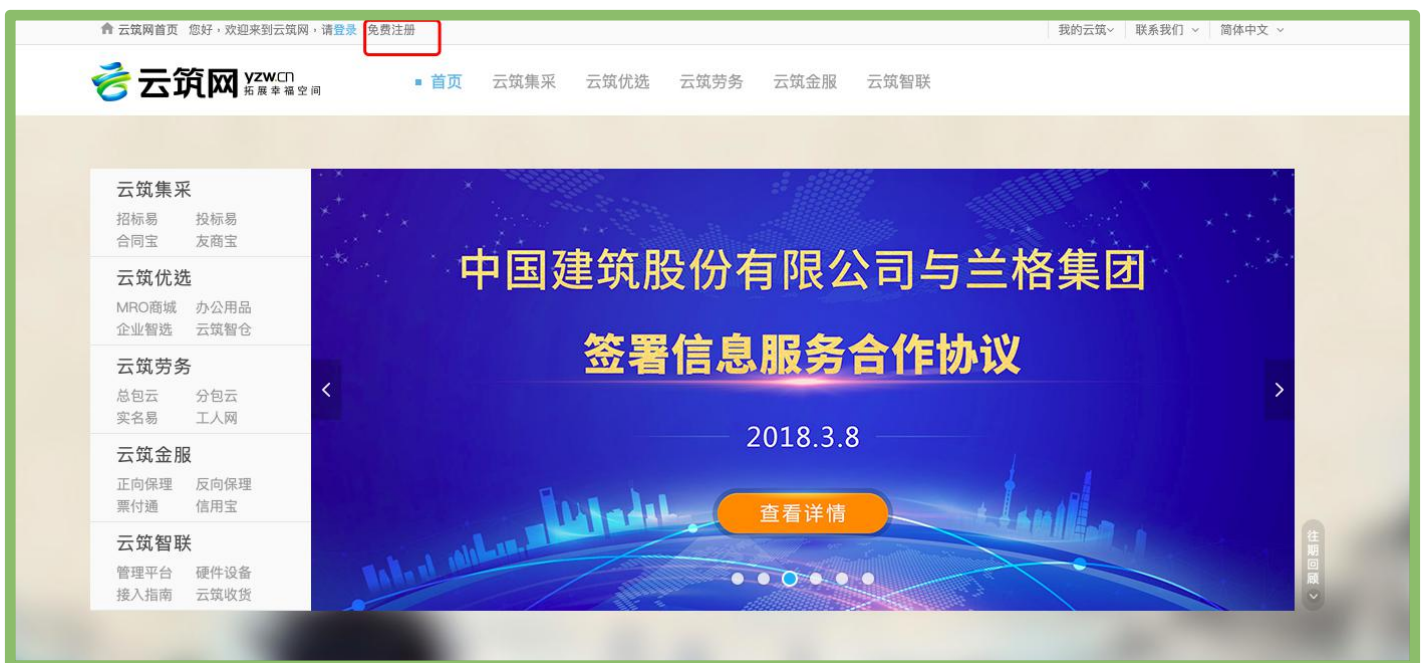 云筑网首页 您好，欢迎来到云筑网，请登录 免费注册 我的云筑 联系我们 简体中文
云筑网 yzw.cn 拓展幸福空间
首页 云筑集采 云筑优选 云筑劳务 云筑金服 云筑智联
云筑集采
招标易 投标易
合同宝 友商宝
云筑优选
MRO商城 办公用品
企业智选 云筑智仓
云筑劳务
总包云 分包云
实名易 工人网
云筑金服
正向保理 反向保理
票付通 信用宝
云筑智联
管理平台 硬件设备
接入指南 云筑收货
中国建筑股份有限公司与兰格集团
签署信息服务合作协议
2018.3.8
查看详情
往期回顾